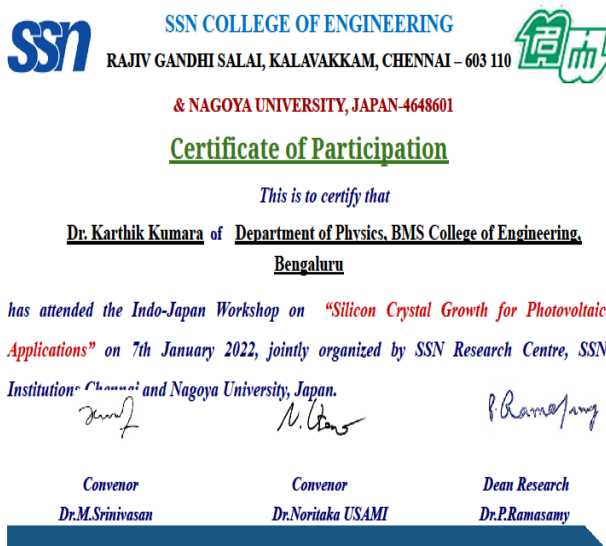 ssn
SSN COLLEGE OF ENGINEERING
RAJIV GANDHI SALAI, KALAVAKKAM, CHENNAI – 603 110
& NAGOYA UNIVERSITY, JAPAN-4648601
Certificate of Participation
This is to certify that
Dr. Karthik Kumara of Department of Physics, BMS College of Engineering,
Bengaluru
has attended the Indo-Japan Workshop on “Silicon Crystal Growth for Photovoltaic
Applications” on 7th January 2022, jointly organized by SSN Research Centre, SSN
Institutions Chennai and Nagoya University, Japan.
P. Ramasamy
Convenor Convenor Dean Research
Dr.M.Srinivasan Dr.Noritaka USAMI Dr.P.Ramasamy